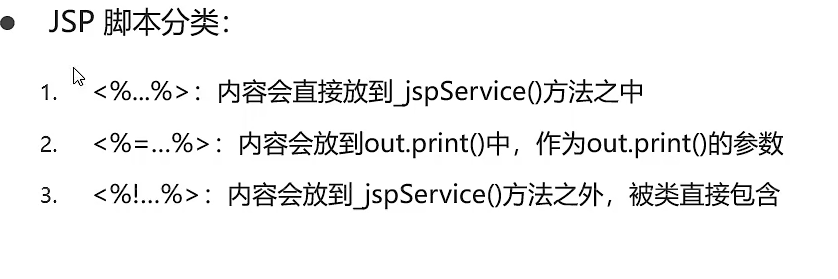 ● JSP 脚本分类：
1. <%...%>：内容会直接放到_jspService()方法之中
2. <%=…%>：内容会放到out.print()中，作为out.print()的参数
3. <%!…%>：内容会放到_jspService()方法之外，被类直接包含